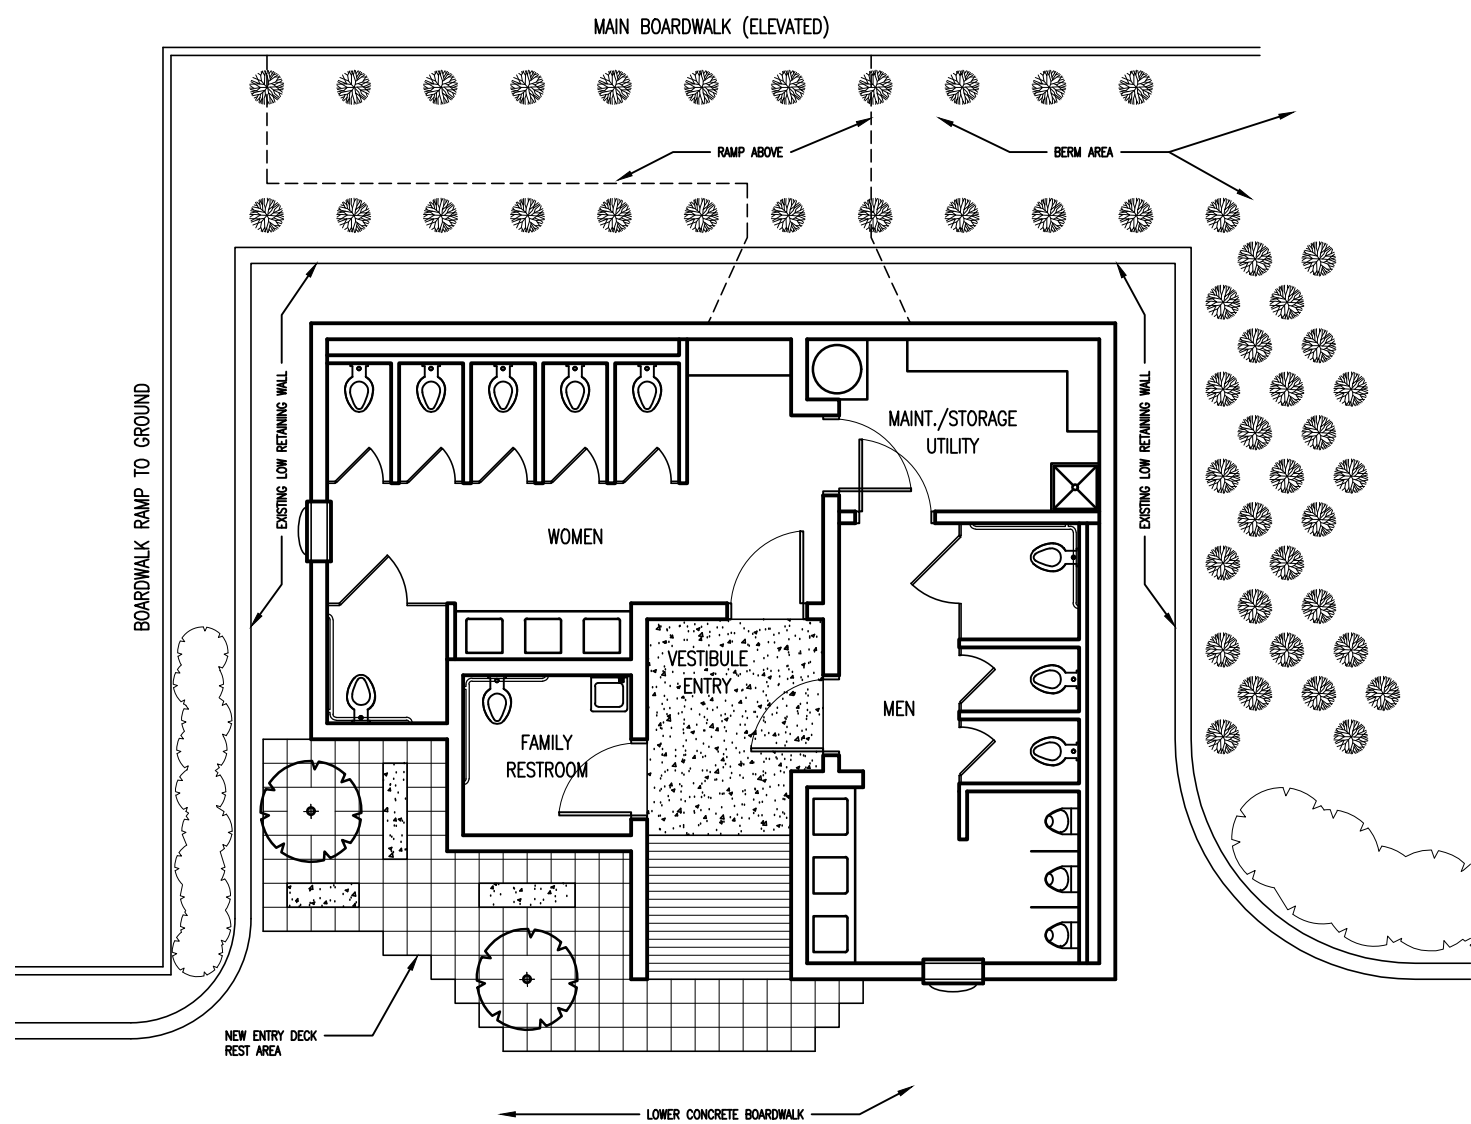 MAIN BOARDWALK (ELEVATED)
RAMP ABOVE
BERM AREA
EXISTING LOW RETAINING WALL
EXISTING LOW RETAINING WALL
BOARDWALK RAMP TO GROUND
MAINT./STORAGE
UTILITY
WOMEN
VESTIBULE
ENTRY
MEN
FAMILY
RESTROOM
NEW ENTRY DECK
REST AREA
LOWER CONCRETE BOARDWALK